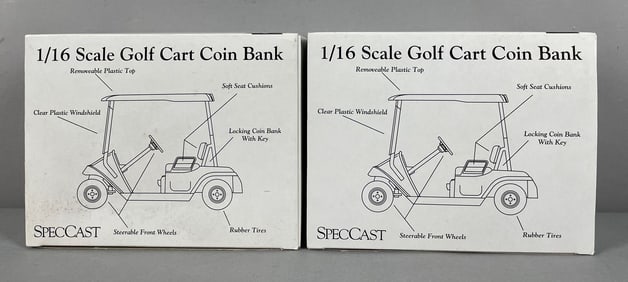 1/16 Scale Golf Cart Coin Bank
Removeable Plastic Top
Soft Seat Cushions
Clear Plastic Windshield
Locking Coin Bank
With Key
SPECCAST
Steerable Front Wheels
Rubber Tires
1/16 Scale Golf Cart Coin Bank
Removeable Plastic Top
Soft Seat Cushions
Clear Plastic Windshield
Locking Coin Bank
With Key
SPECCAST
Steerable Front Wheels
Rubber Tires